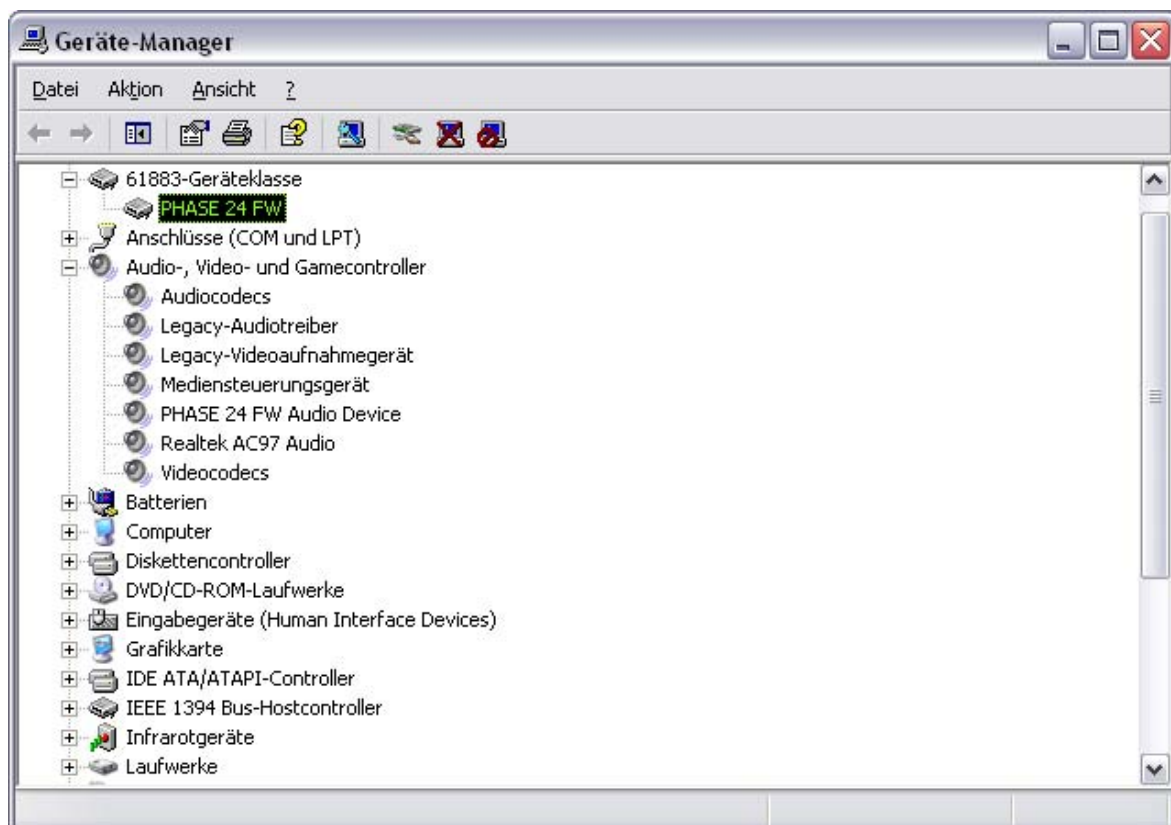 Geräte-Manager
Datei Aktion Ansicht ?
61883-Geräteklasse
PHASE 24 FW
Anschlüsse (COM und LPT)
Audio-, Video- und Gamecontroller
Audiocodecs
Legacy-Audiotreiber
Legacy-Videoaufnahmegerät
Mediensteuerungsgerät
PHASE 24 FW Audio Device
Realtek AC97 Audio
Videocodecs
Batterien
Computer
Diskettencontroller
DVD/CD-ROM-Laufwerke
Eingabegeräte (Human Interface Devices)
Grafikkarte
IDE ATA/ATAPI-Controller
IEEE 1394 Bus-Hostcontroller
Infrarotgeräte
Laufwerke